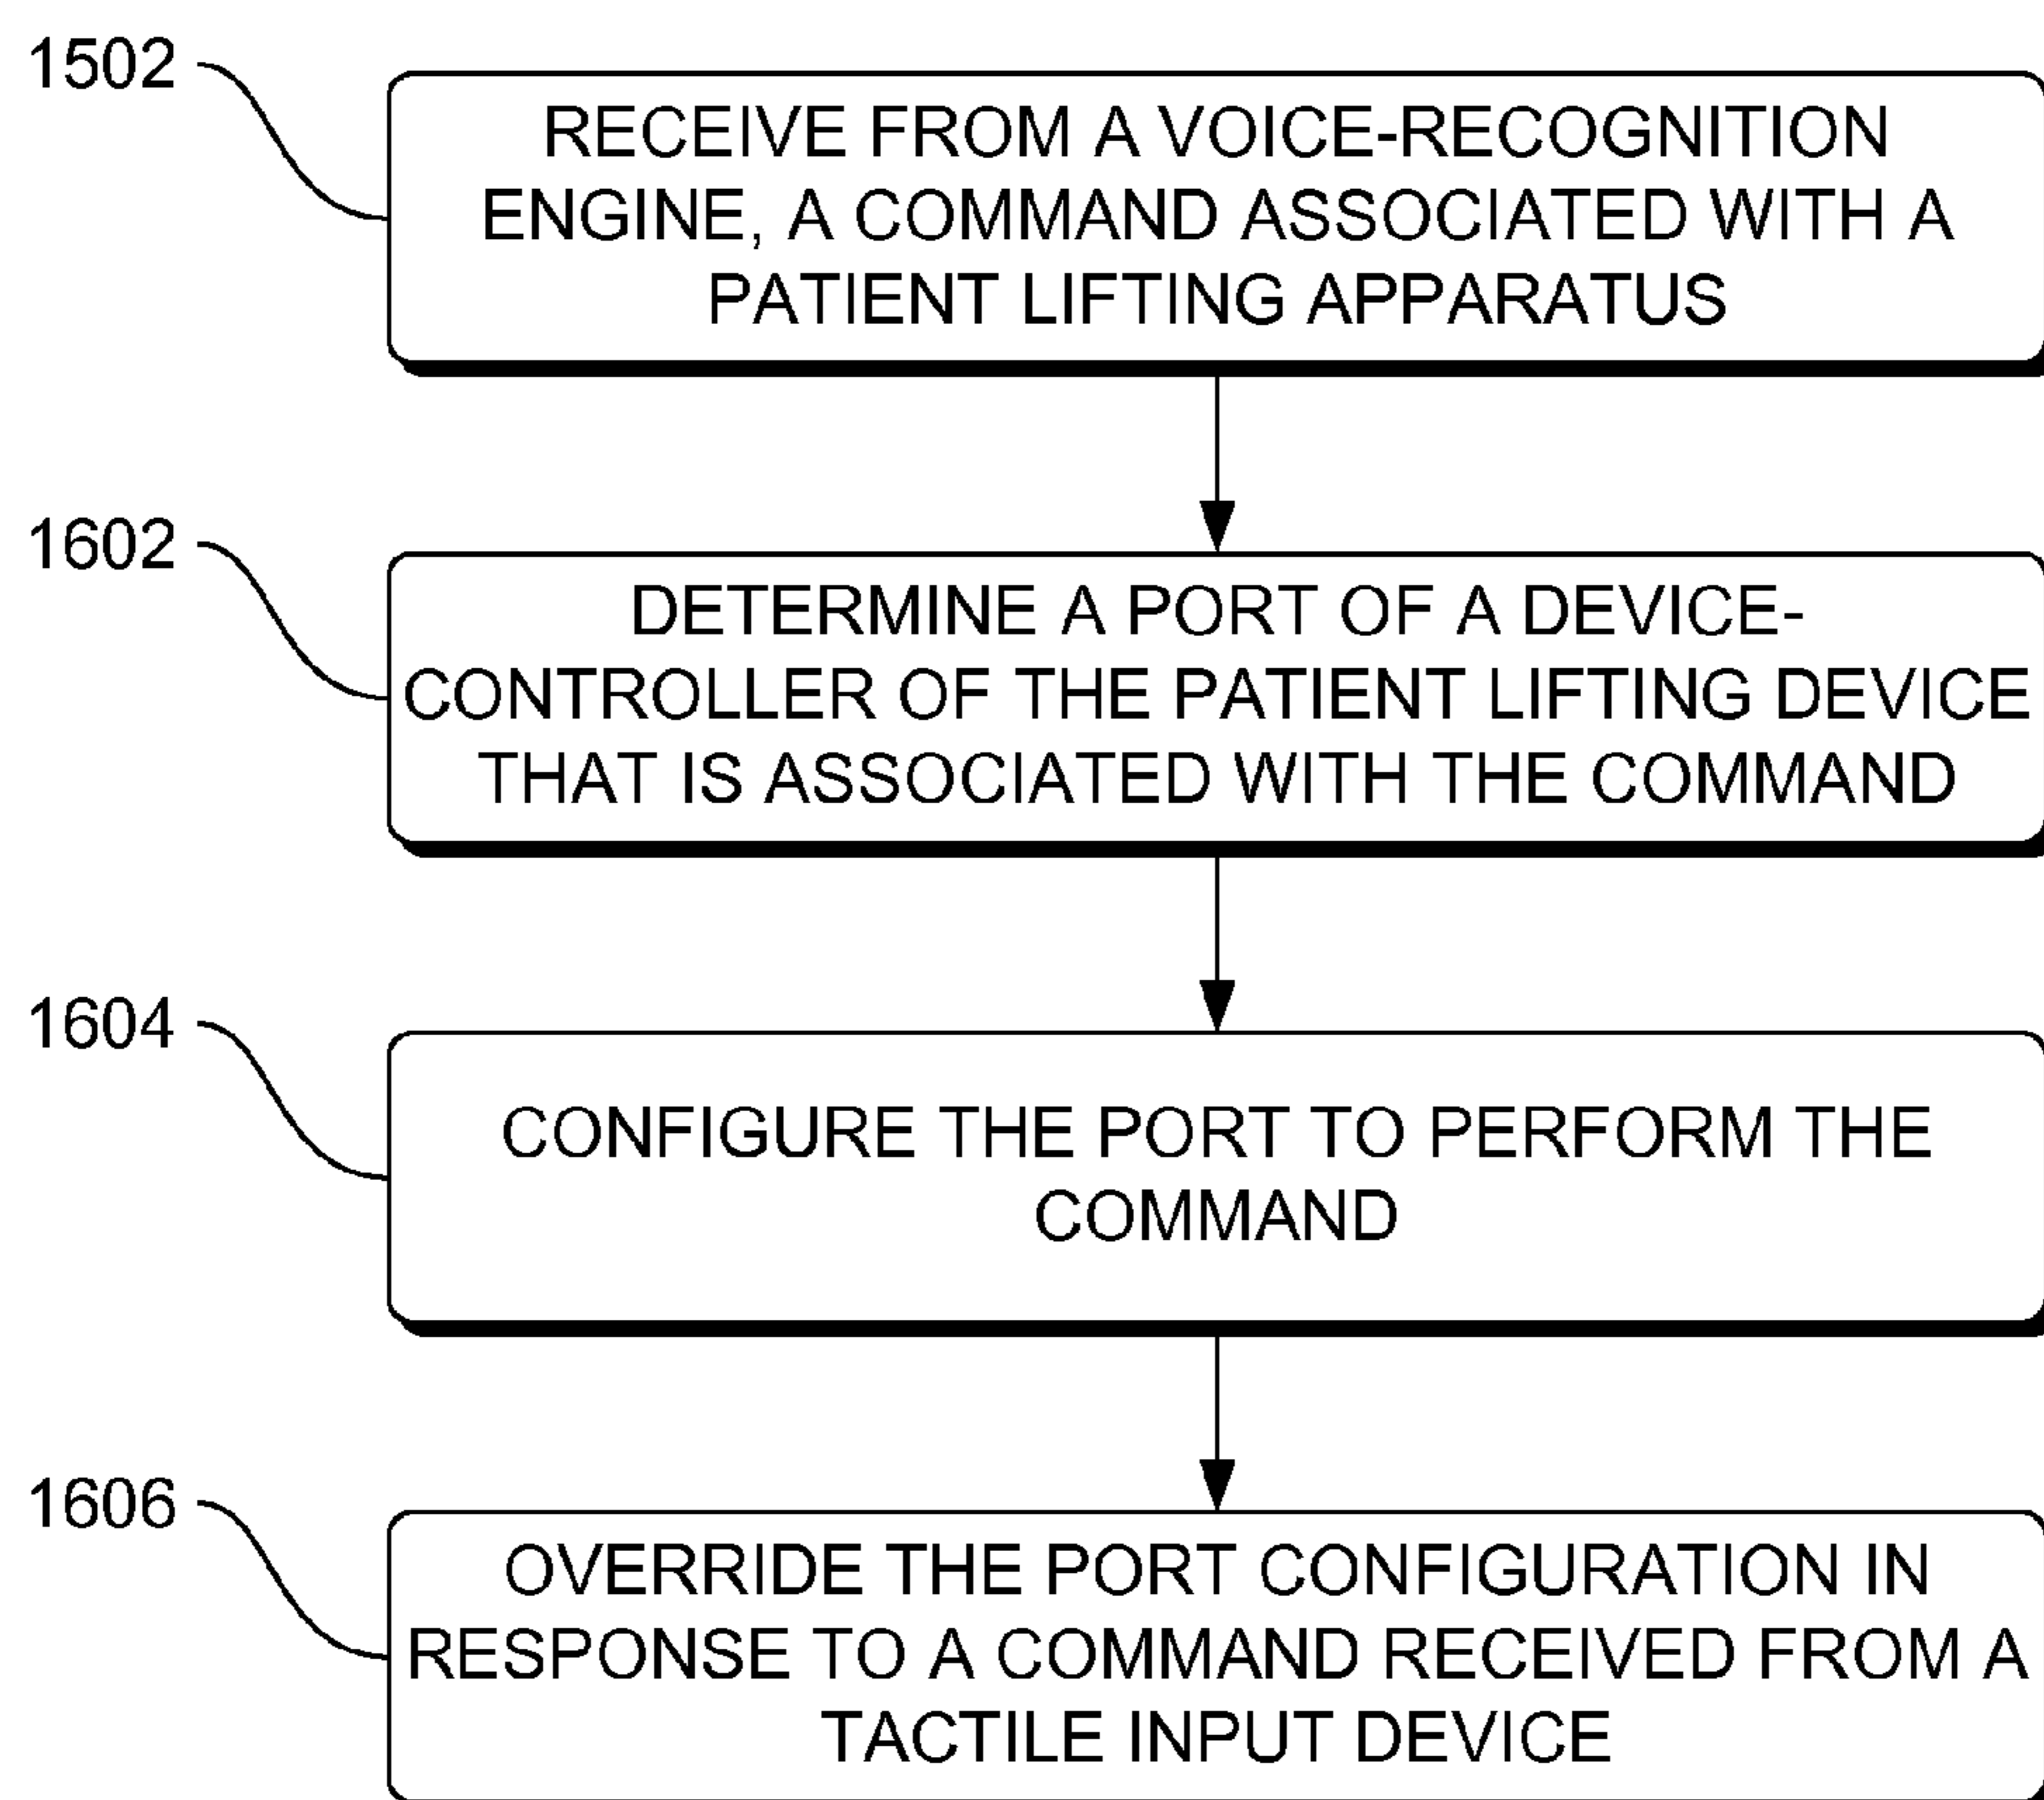 1502
RECEIVE FROM A VOICE-RECOGNITION
ENGINE, A COMMAND ASSOCIATED WITH A
PATIENT LIFTING APPARATUS
1602
DETERMINE A PORT OF A DEVICE-
CONTROLLER OF THE PATIENT LIFTING DEVICE
THAT IS ASSOCIATED WITH THE COMMAND
1604
CONFIGURE THE PORT TO PERFORM THE
COMMAND
1606
OVERRIDE THE PORT CONFIGURATION IN
RESPONSE TO A COMMAND RECEIVED FROM A
TACTILE INPUT DEVICE